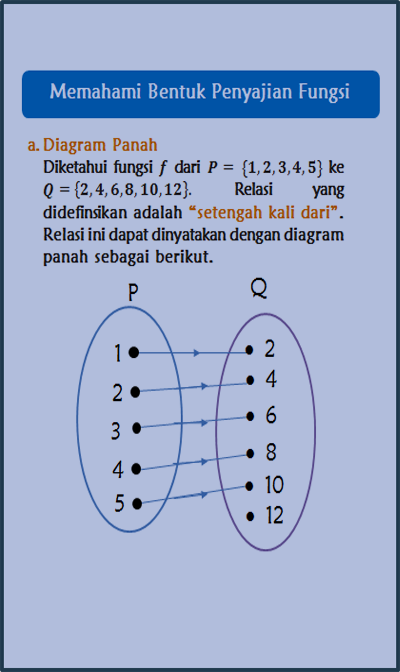 Memahami Bentuk Penyajian Fungsi
a. Diagram Panah
Diketahui fungsi f dari P = {1, 2, 3, 4, 5} ke
Q = {2, 4, 6, 8, 10, 12}. Relasi yang
didefinsikan adalah “setengah kali dari”.
Relasi ini dapat dinyatakan dengan diagram
panah sebagai berikut.
P Q
1 2
2 4
3 6
4 8
5 10
12